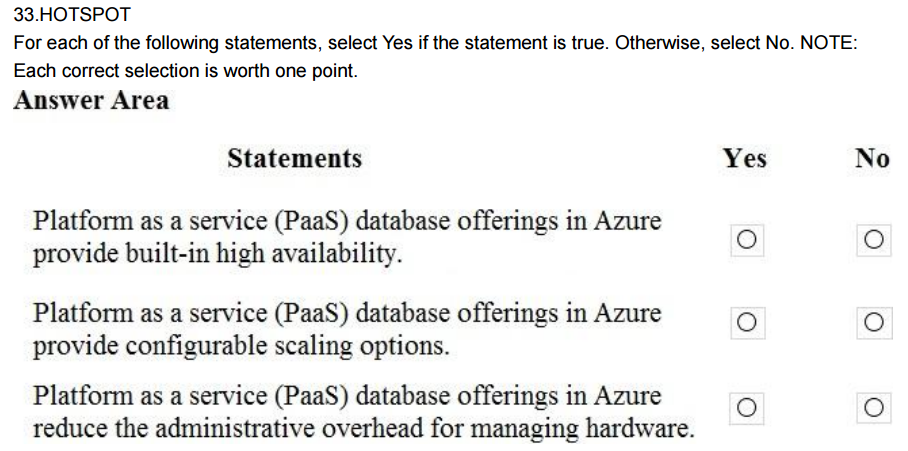 33.HOTSPOT
For each of the following statements, select Yes if the statement is true. Otherwise, select No. NOTE:
Each correct selection is worth one point.
Answer Area
Statements Yes No
Platform as a service (PaaS) database offerings in Azure
provide built-in high availability.
Platform as a service (PaaS) database offerings in Azure
provide configurable scaling options.
Platform as a service (PaaS) database offerings in Azure
reduce the administrative overhead for managing hardware.